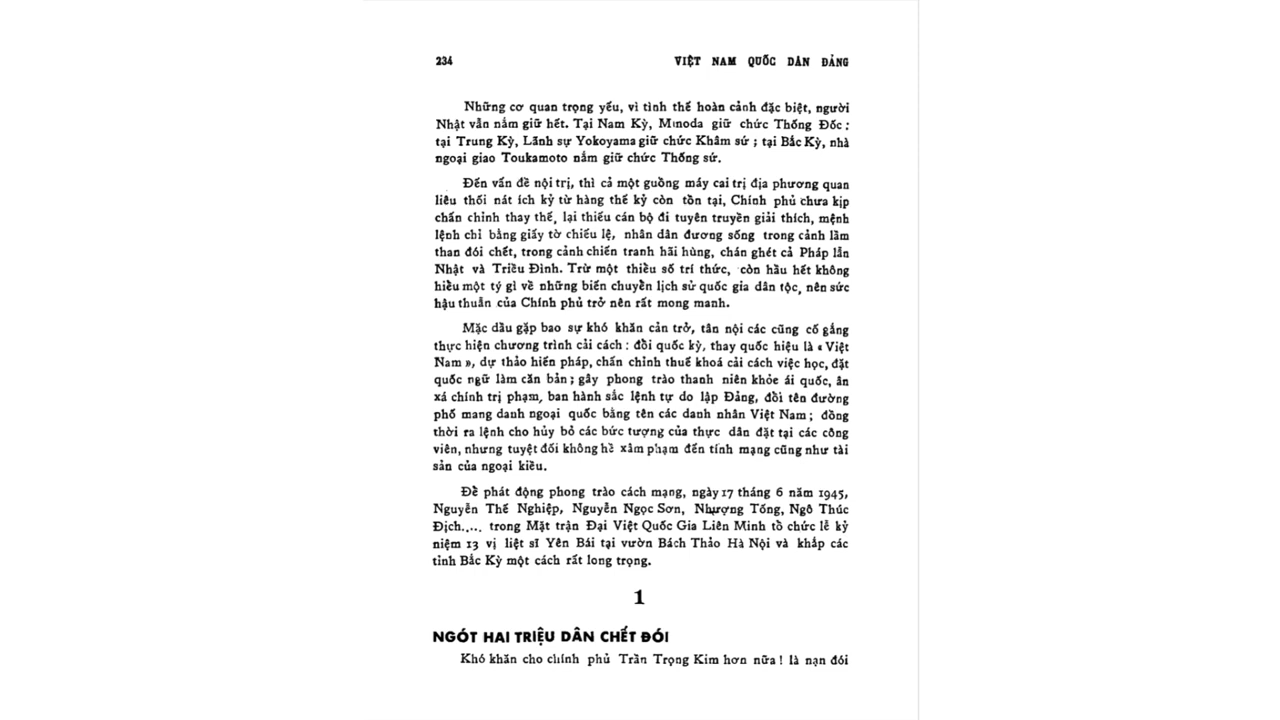 234 VIỆT NAM QUỐC DÂN ĐẢNG
Những cơ quan trọng yếu, vì tình thế hoàn cảnh đặc biệt, người
Nhật vẫn nắm giữ hết. Tại Nam Kỳ, Minoda giữ chức Thống Đốc ;
tại Trung Kỳ, Lãnh sự Yokoyama giữ chức Khâm sứ ; tại Bắc Kỳ, nhà
ngoại giao Toukamoto nắm giữ chức Thống sứ.
Đến vấn đề nội trị, thì cả một guồng máy cai trị địa phương quan
liêu thối nát ích kỷ từ hàng thế kỷ còn tồn tại, Chính phủ chưa kịp
chấn chỉnh thay thế, lại thiếu cán bộ đi tuyên truyền giải thích, mệnh
lệnh chỉ bằng giấy tờ chiếu lệ, nhân dân đương sống trong cảnh lầm
than đói chết, trong cảnh chiến tranh hãi hùng, chán ghét cả Pháp lẫn
Nhật và Triều Đình. Trừ một thiểu số trí thức, còn hầu hết không
hiểu một tý gì về những biến chuyển lịch sử quốc gia dân tộc, nên sức
hậu thuẫn của Chính phủ trở nên rất mong manh.
Mặc dầu gặp bao sự khó khăn cản trở, tân nội các cũng cố gắng
thực hiện chương trình cải cách : đổi quốc kỳ, thay quốc hiệu là « Việt
Nam », dự thảo hiến pháp, chấn chỉnh thuế khoá cải cách việc học, đặt
quốc ngữ làm căn bản ; gây phong trào thanh niên khỏe ái quốc, ân
xá chính trị phạm, ban hành sắc lệnh tự do lập Đảng, đổi tên đường
phố mang danh ngoại quốc bằng tên các danh nhân Việt Nam ; đồng
thời ra lệnh cho hủy bỏ các bức tượng của thực dân đặt tại các công
viên, nhưng tuyệt đối không hề xâm phạm đến tính mạng cũng như tài
sản của ngoại kiều.
Để phát động phong trào cách mạng, ngày 17 tháng 6 năm 1945,
Nguyễn Thế Nghiệp, Nguyễn Ngọc Sơn, Nhượng Tống, Ngô Thúc
Địch..... trong Mặt trận Đại Việt Quốc Gia Liên Minh tổ chức lễ kỷ
niệm 13 vị liệt sĩ Yên Bái tại vườn Bách Thảo Hà Nội và khắp các
tỉnh Bắc Kỳ một cách rất long trọng.
1
NGÓT HAI TRIỆU DÂN CHẾT ĐÓI
Khó khăn cho chính phủ Trần Trọng Kim hơn nữa ! là nạn đói